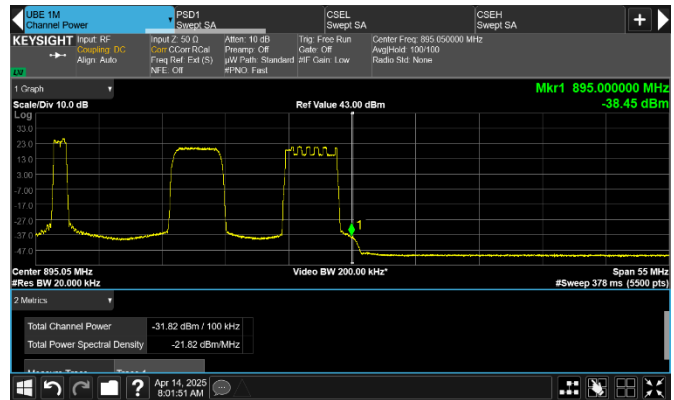 UBE 1M
Channel Power
PSD1
Swept SA
CSEL
Swept SA
CSEH
Swept SA
+
KEYSIGHT
Input: RF
Coupling: DC
Align: Auto
Input Z: 50 Ω
Corr CCorr RCal
Freq Ref: Ext (S)
NFE: Off
Atten: 10 dB
Preamp: Off
µW Path: Standard
#PNO: Fast
Trig: Free Run
Gate: Off
#IF Gain: Low
Center Freq: 895.050000 MHz
Avg|Hold: 100/100
Radio Std: None
1 Graph
Mkr1 895.000000 MHz
-38.45 dBm
Scale/Div 10.0 dB
Ref Value 43.00 dBm
Log
33.0
23.0
13.0
3.00
-7.00
-17.0
-27.0
-37.0
-47.0
1
Center 895.05 MHz
#Res BW 20.000 kHz
Video BW 200.00 kHz*
Span 55 MHz
#Sweep 378 ms (5500 pts)
2 Metrics
Total Channel Power -31.82 dBm / 100 kHz
Total Power Spectral Density -21.82 dBm/MHz
?
Apr 14, 2025
8:01:51 AM